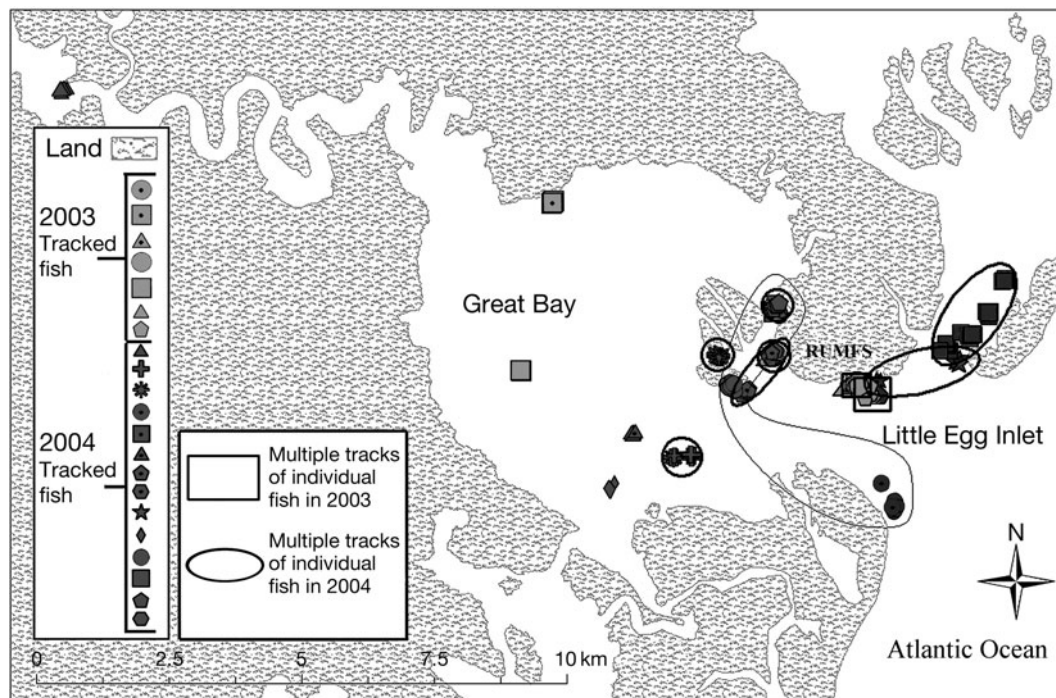 Land
2003
Tracked
fish
2004
Tracked
fish
Multiple tracks
of individual
fish in 2003
Multiple tracks
of individual
fish in 2004
Great Bay
RUMFS
Little Egg Inlet
N
Atlantic Ocean
0 2.5 5 7.5 10 km